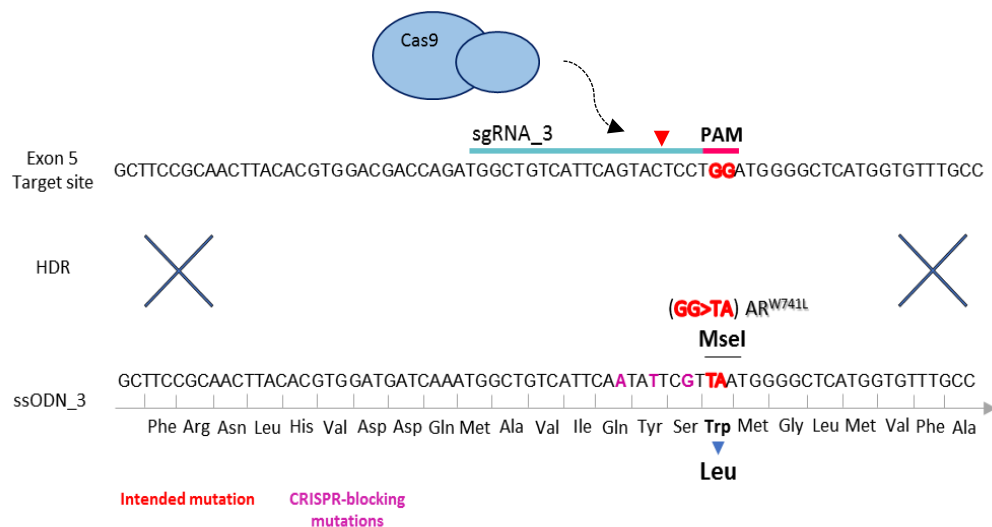 Cas9
sgRNA_3
PAM
Exon 5
Target site
GCTTCCGCAACTTACACGTGGACGACCAGATGGCTGTCATTCAGTACTCCTGGATGGGGCTCATGGTGTTTGCC
HDR
(GG>TA) AR^W741L
MseI
GCTTCCGCAACTTACACGTGGATGATCAAATGGCTGTCATTCAATATTCGTTAATGGGGCTCATGGTGTTTGCC
ssODN_3
Phe Arg Asn Leu His Val Asp Asp Gln Met Ala Val Ile Gln Tyr Ser Trp Met Gly Leu Met Val Phe Ala
Leu
Intended mutation
CRISPR-blocking
mutations